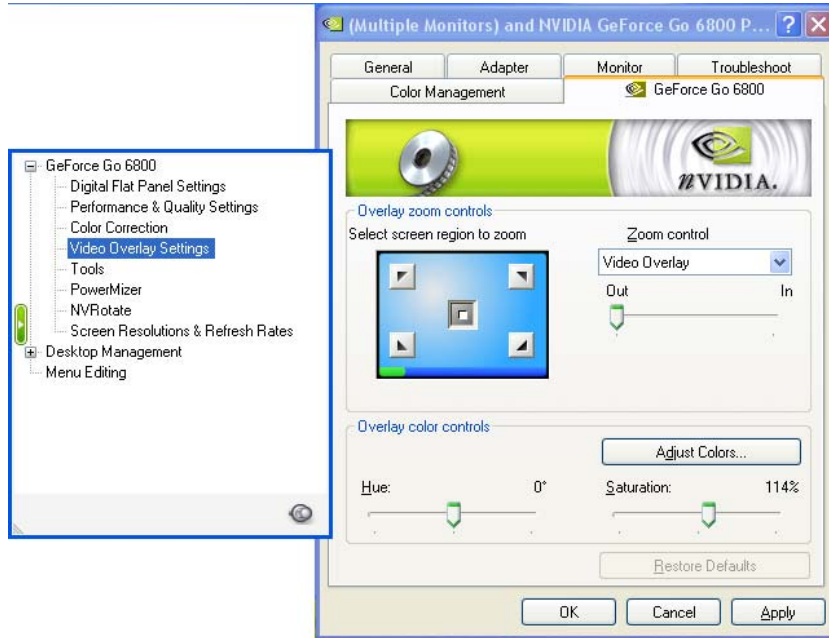 (Multiple Monitors) and NVIDIA GeForce Go 6800 P...
General Adapter Monitor Troubleshoot
Color Management GeForce Go 6800
nVIDIA.
GeForce Go 6800
Digital Flat Panel Settings
Performance & Quality Settings
Color Correction
Video Overlay Settings
Tools
PowerMizer
NVRotate
Screen Resolutions & Refresh Rates
Desktop Management
Menu Editing
Overlay zoom controls
Select screen region to zoom
Zoom control
Video Overlay
Out In
Overlay color controls
Adjust Colors...
Hue: 0°
Saturation: 114%
Restore Defaults
OK Cancel Apply